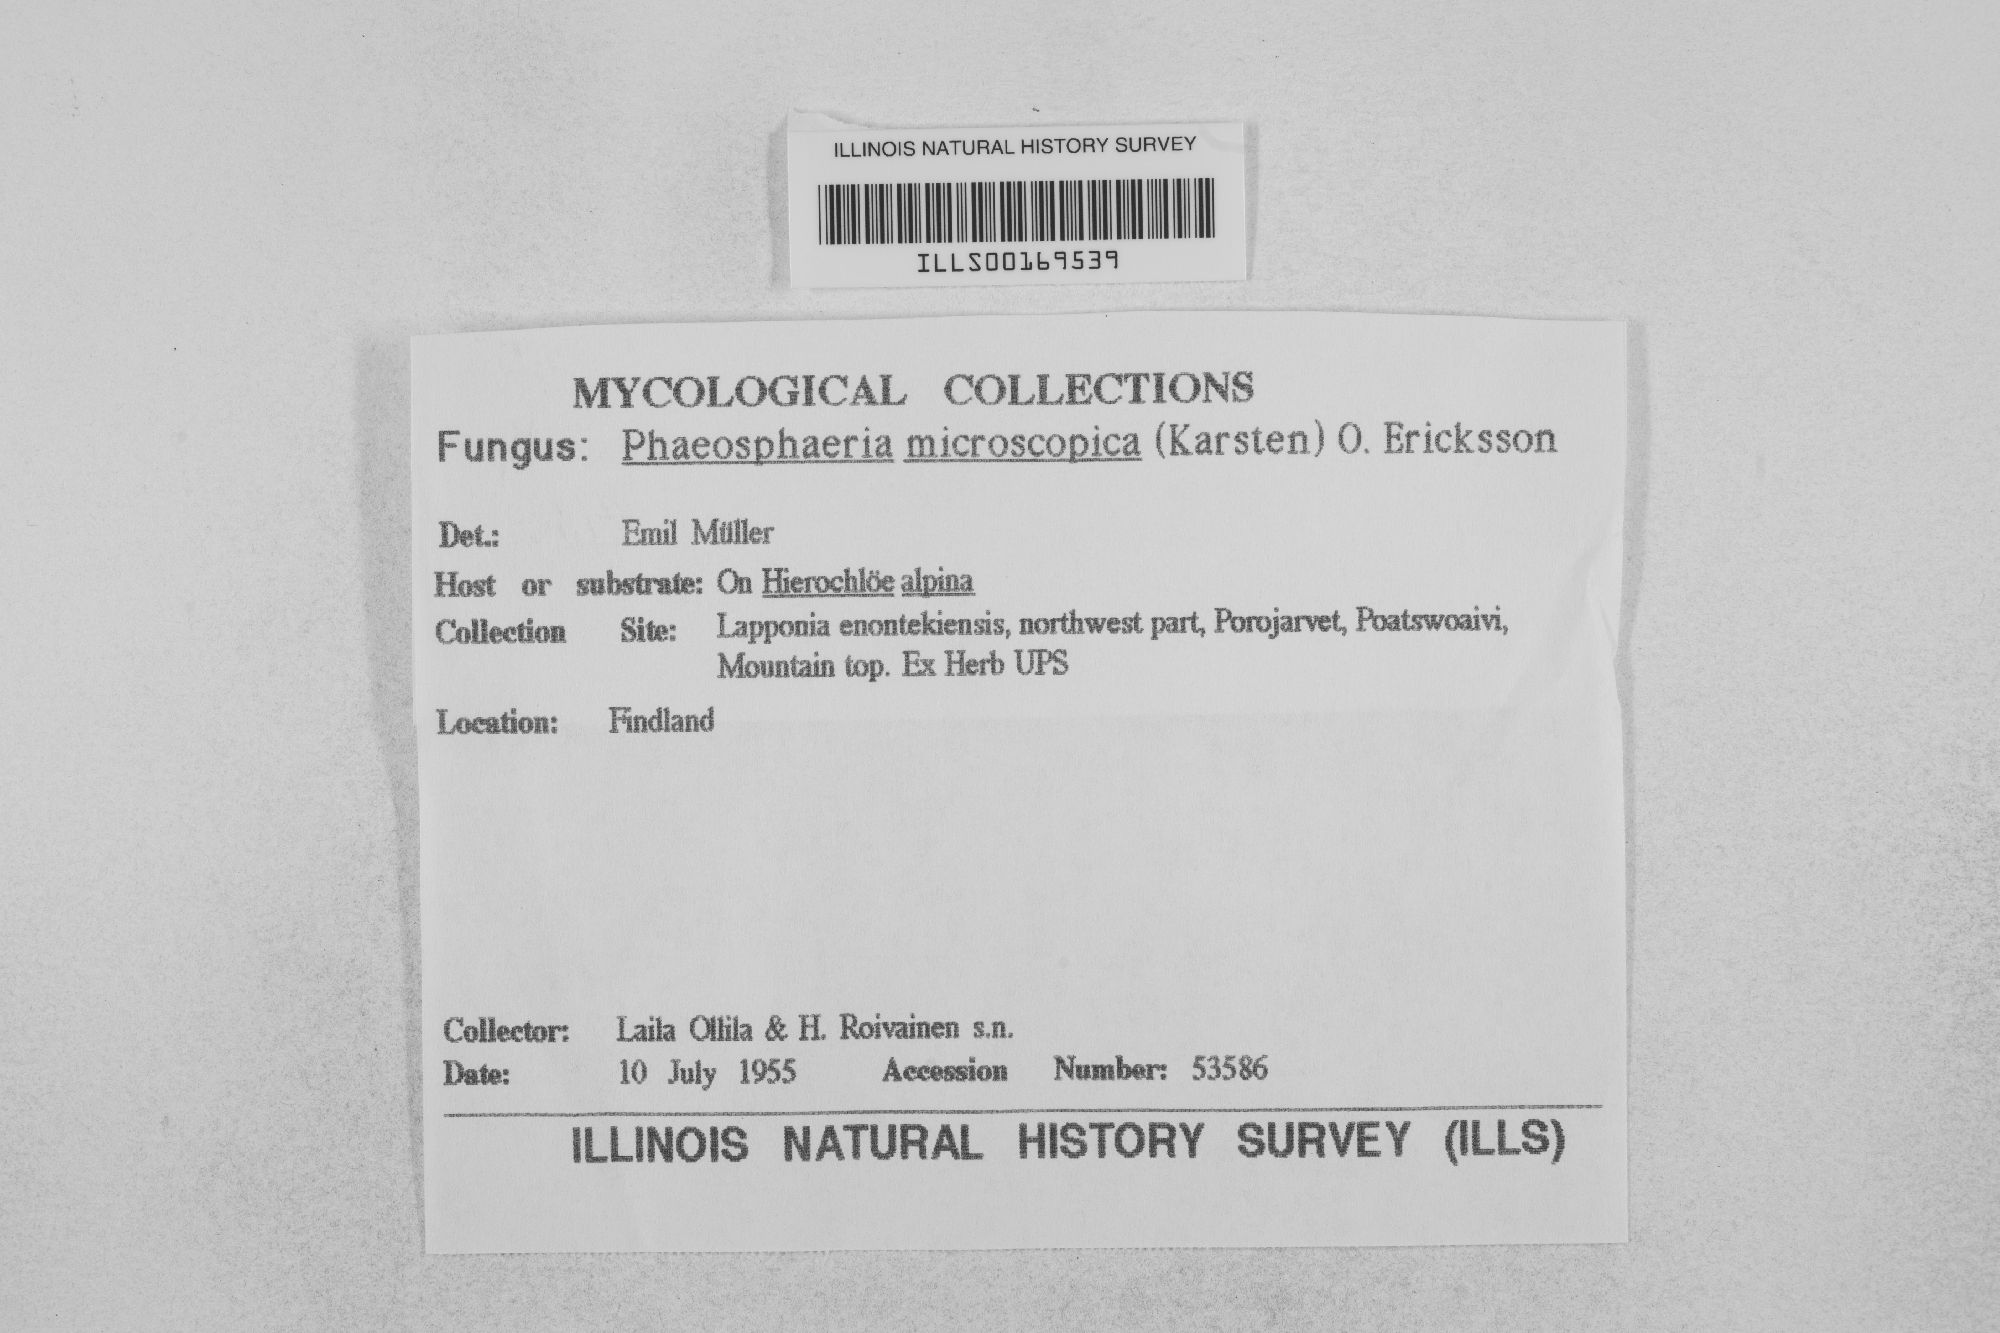 ILLINOIS NATURAL HISTORY SURVEY
ILLS00169539
MYCOLOGICAL COLLECTIONS
Fungus: Phaeosphaeria microscopica (Karsten) O. Ericksson
Det.: Emil Müller
Host or substrate: On Hierochlöe alpina
Collection Site: Lapponia enontekiensis, northwest part, Porojarvet, Poatswoaivi,
Mountain top. Ex Herb UPS
Location: Findland
Collector: Laila Ollila & H. Roivainen s.n.
Date: 10 July 1955 Accession Number: 53586
ILLINOIS NATURAL HISTORY SURVEY (ILLS)